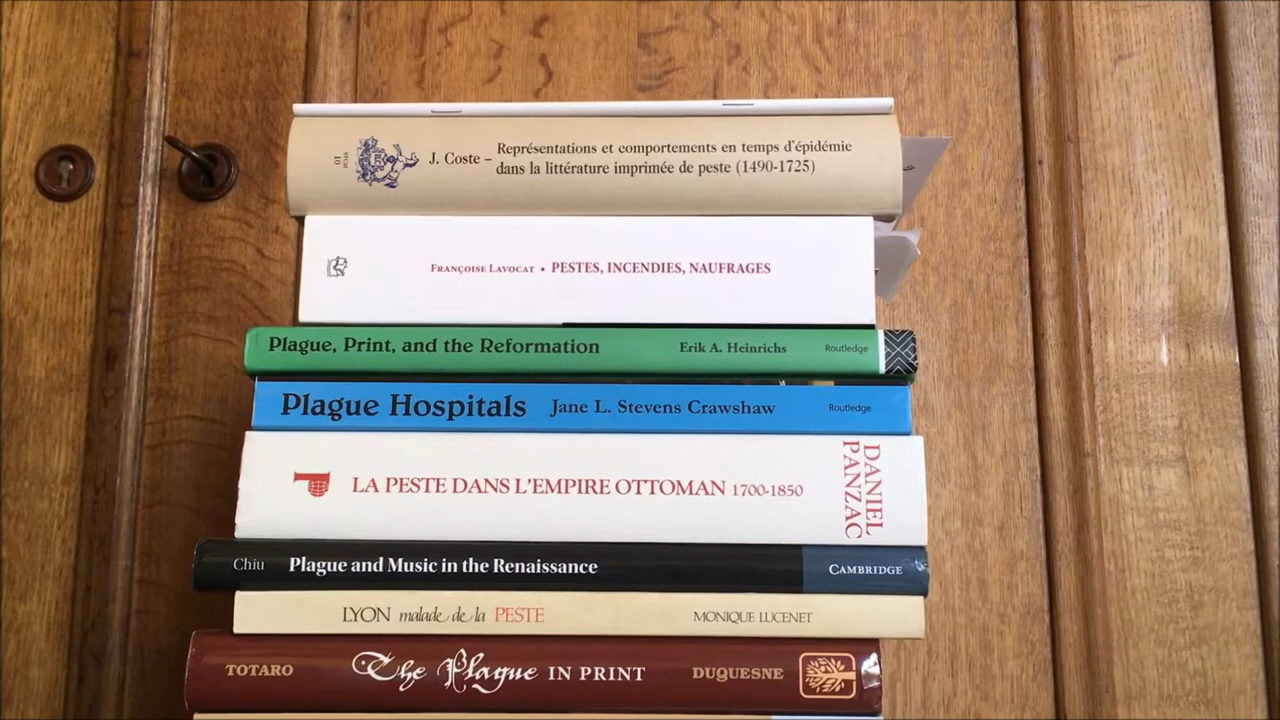 J. Coste – Représentations et comportements en temps d'épidémie
dans la littérature imprimée de peste (1490-1725)
FRANÇOISE LAVOCAT • PESTES, INCENDIES, NAUFRAGES
Plague, Print, and the Reformation Erik A. Heinrichs Routledge
Plague Hospitals Jane L. Stevens Crawshaw Routledge
LA PESTE DANS L'EMPIRE OTTOMAN 1700-1850
DANIEL
PANZAC
Chiu Plague and Music in the Renaissance CAMBRIDGE
LYON malade de la PESTE MONIQUE LUCENET
TOTARO The Plague IN PRINT DUQUESNE